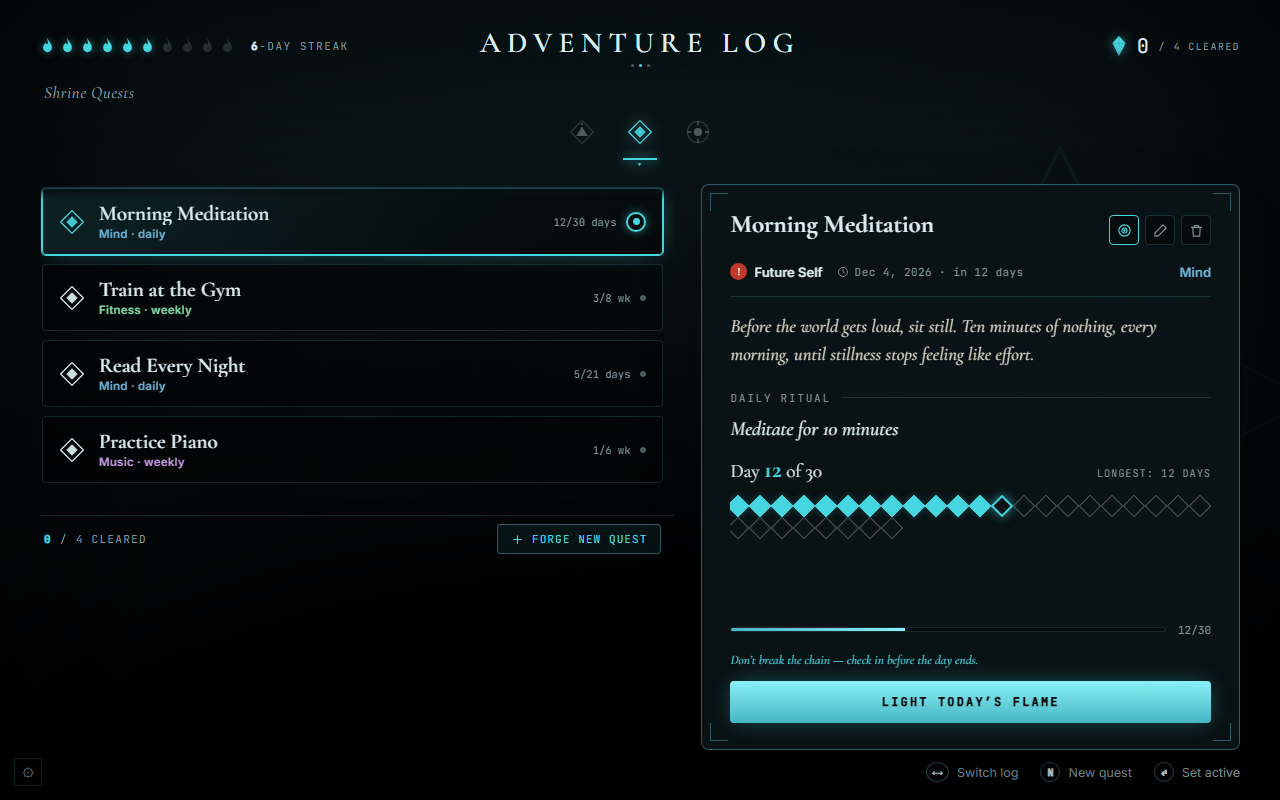 6-DAY STREAK
ADVENTURE LOG
0 / 4 CLEARED
Shrine Quests
Morning Meditation
Mind · daily
12/30 days
Train at the Gym
Fitness · weekly
3/8 wk
Read Every Night
Mind · daily
5/21 days
Practice Piano
Music · weekly
1/6 wk
0 / 4 CLEARED
+ FORGE NEW QUEST
Morning Meditation
! Future Self
Dec 4, 2026 · in 12 days
Mind
Before the world gets loud, sit still. Ten minutes of nothing, every
morning, until stillness stops feeling like effort.
DAILY RITUAL
Meditate for 10 minutes
Day 12 of 30
LONGEST: 12 DAYS
12/30
Don't break the chain — check in before the day ends.
LIGHT TODAY'S FLAME
↔ Switch log
N New quest
Set active